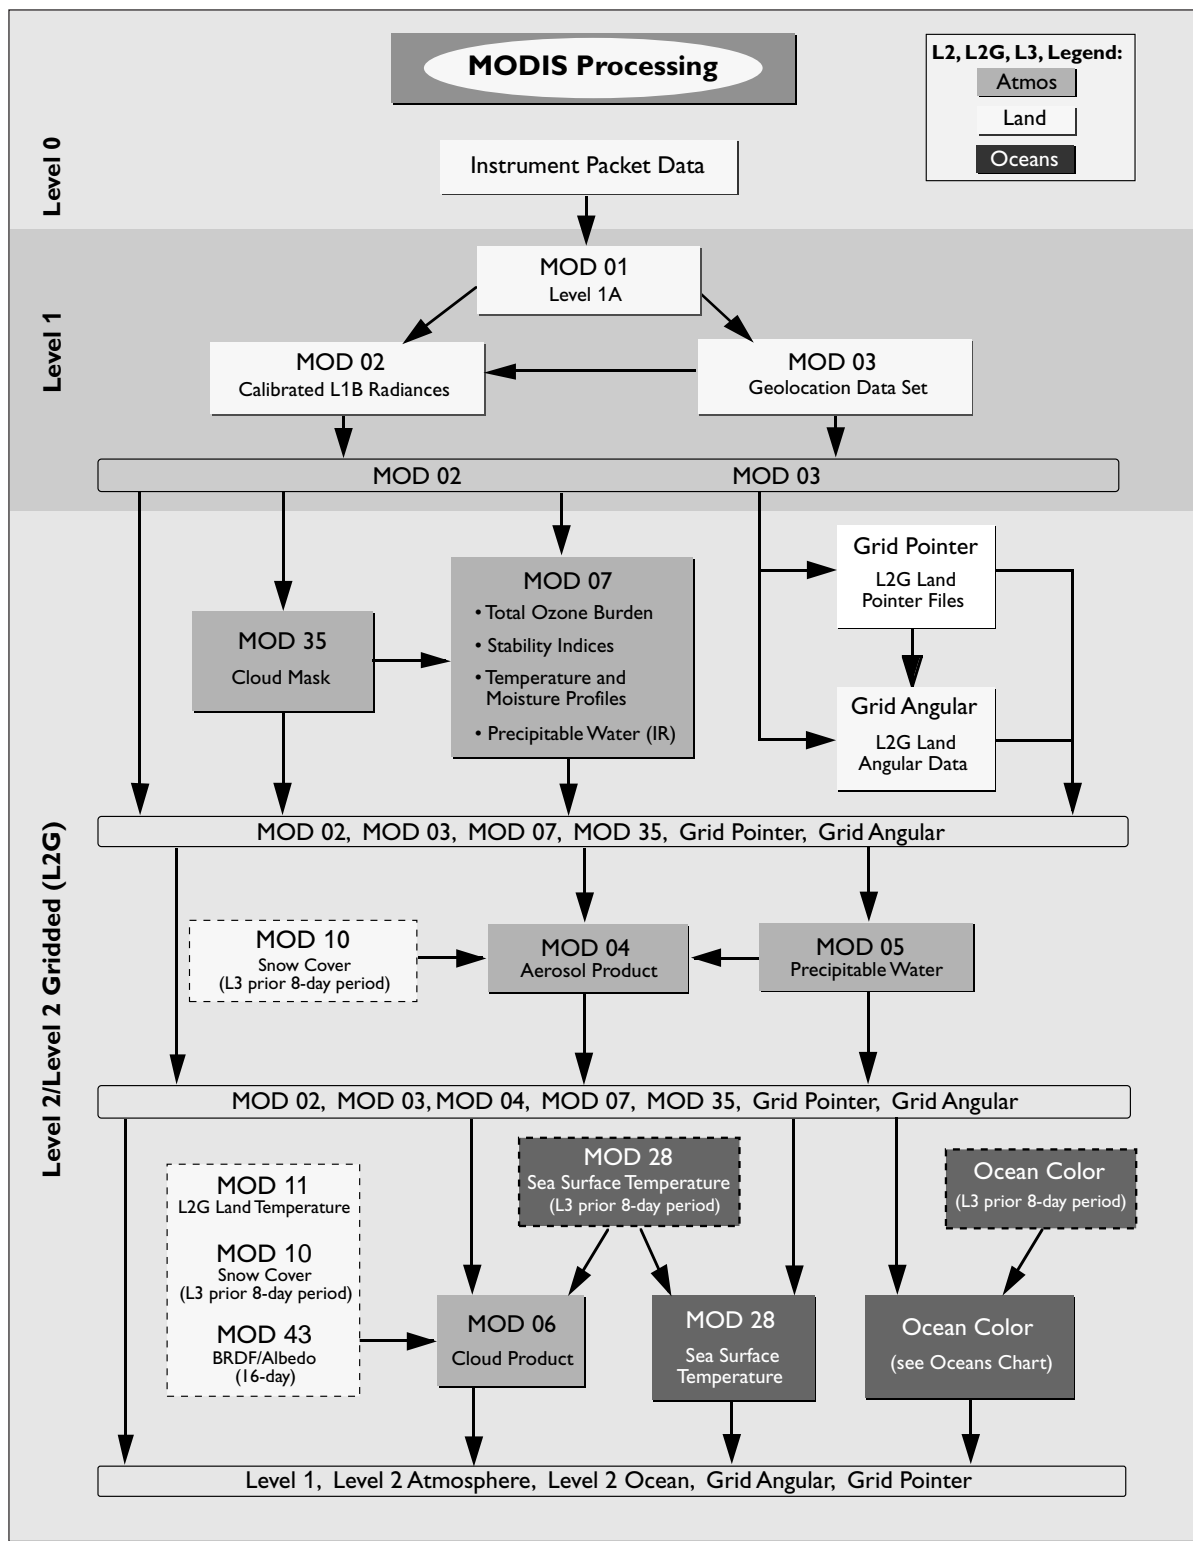 MODIS Processing
L2, L2G, L3, Legend:
Atmos
Land
Oceans
Level 0
Instrument Packet Data
Level 1
MOD 01
Level 1A
MOD 02
Calibrated L1B Radiances
MOD 03
Geolocation Data Set
MOD 02
MOD 03
Level 2/Level 2 Gridded (L2G)
MOD 35
Cloud Mask
MOD 07
• Total Ozone Burden
• Stability Indices
• Temperature and
Moisture Profiles
• Precipitable Water (IR)
Grid Pointer
L2G Land
Pointer Files
Grid Angular
L2G Land
Angular Data
MOD 02, MOD 03, MOD 07, MOD 35, Grid Pointer, Grid Angular
MOD 10
Snow Cover
(L3 prior 8-day period)
MOD 04
Aerosol Product
MOD 05
Precipitable Water
MOD 02, MOD 03, MOD 04, MOD 07, MOD 35, Grid Pointer, Grid Angular
MOD 11
L2G Land Temperature
MOD 10
Snow Cover
(L3 prior 8-day period)
MOD 43
BRDF/Albedo
(16-day)
MOD 28
Sea Surface Temperature
(L3 prior 8-day period)
Ocean Color
(L3 prior 8-day period)
MOD 06
Cloud Product
MOD 28
Sea Surface
Temperature
Ocean Color
(see Oceans Chart)
Level 1, Level 2 Atmosphere, Level 2 Ocean, Grid Angular, Grid Pointer